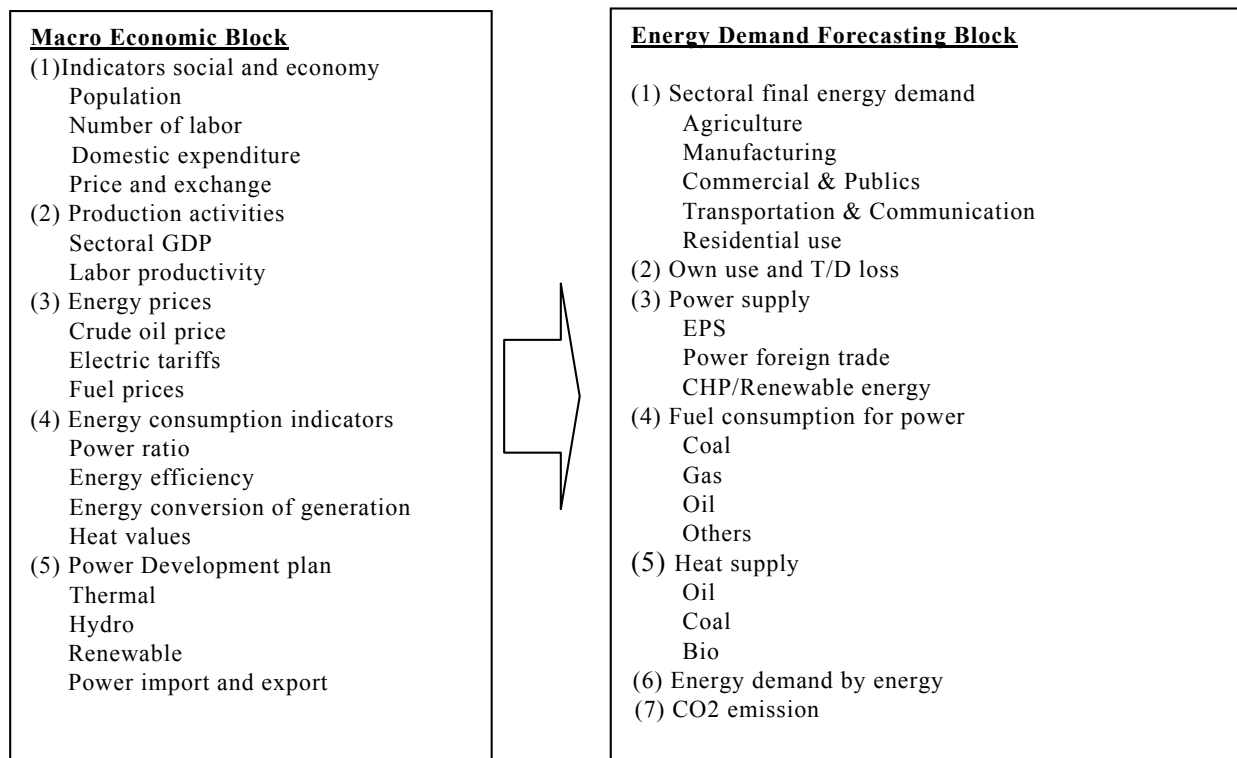 Macro Economic Block
(1)Indicators social and economy
Population
Number of labor
Domestic expenditure
Price and exchange
(2) Production activities
Sectoral GDP
Labor productivity
(3) Energy prices
Crude oil price
Electric tariffs
Fuel prices
(4) Energy consumption indicators
Power ratio
Energy efficiency
Energy conversion of generation
Heat values
(5) Power Development plan
Thermal
Hydro
Renewable
Power import and export
Energy Demand Forecasting Block
(1) Sectoral final energy demand
Agriculture
Manufacturing
Commercial & Publics
Transportation & Communication
Residential use
(2) Own use and T/D loss
(3) Power supply
EPS
Power foreign trade
CHP/Renewable energy
(4) Fuel consumption for power
Coal
Gas
Oil
Others
(5) Heat supply
Oil
Coal
Bio
(6) Energy demand by energy
(7) CO2 emission